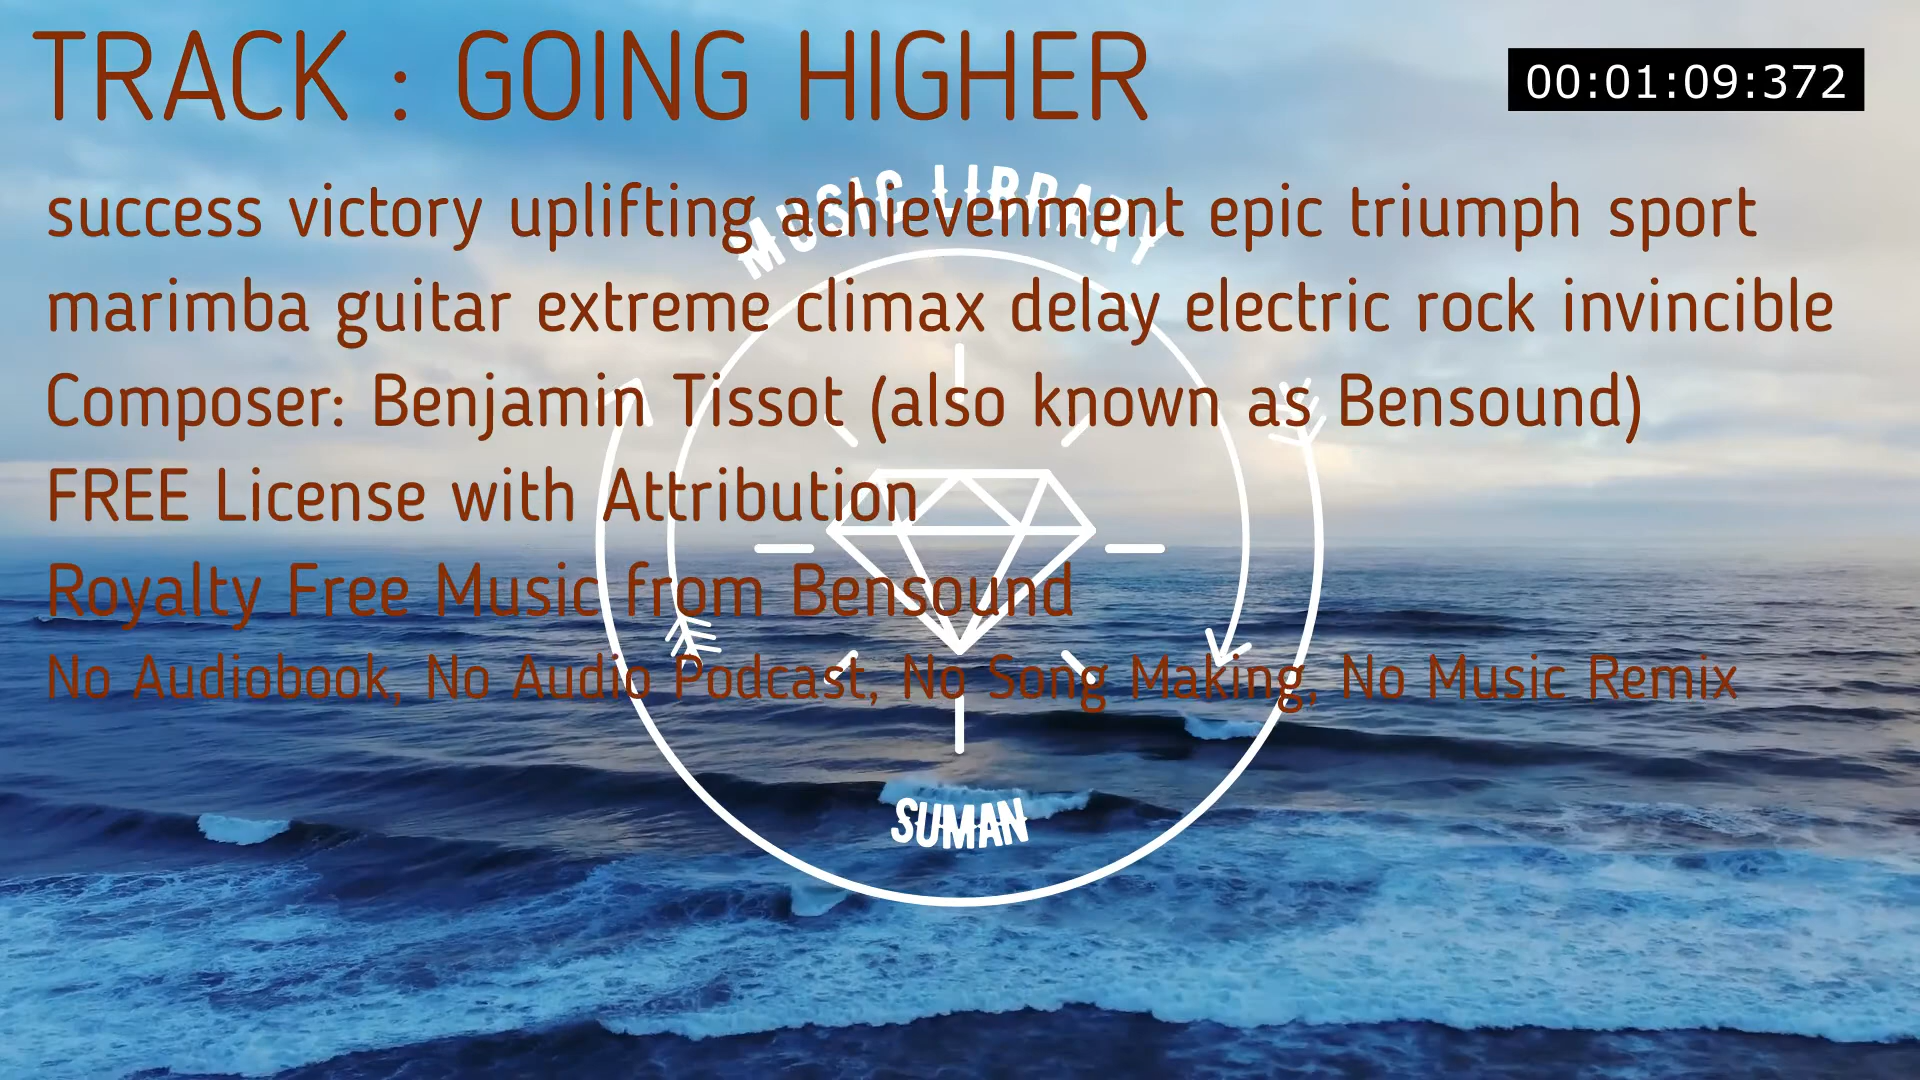 TRACK : GOING HIGHER
00:01:09:372
MUSIC LIBRARY
success victory uplifting achievenment epic triumph sport
marimba guitar extreme climax delay electric rock invincible
Composer: Benjamin Tissot (also known as Bensound)
FREE License with Attribution
Royalty Free Music from Bensound
No Audiobook, No Audio Podcast, No Song Making, No Music Remix
SUMAN